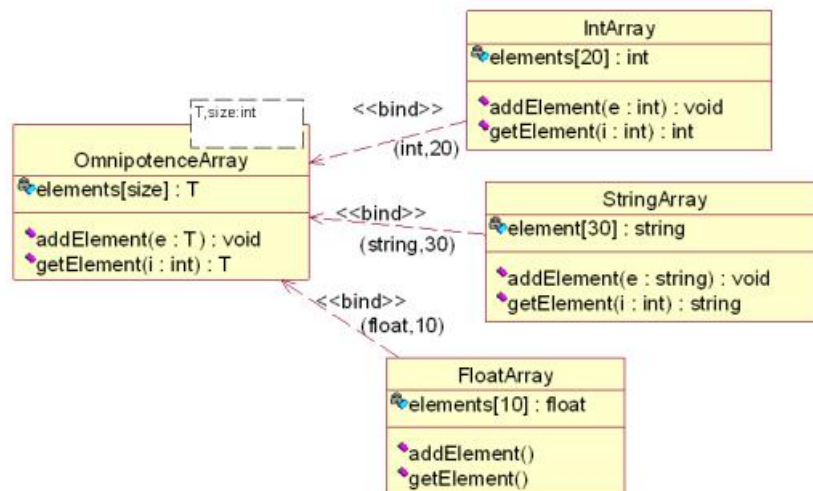 T,size:int
OmnipotenceArray
elements[size] : T
addElement(e : T) : void
getElement(i : int) : T
<<bind>>
(int,20)
IntArray
elements[20] : int
addElement(e : int) : void
getElement(i : int) : int
<<bind>>
(string,30)
StringArray
element[30] : string
addElement(e : string) : void
getElement(i : int) : string
<<bind>>
(float,10)
FloatArray
elements[10] : float
addElement()
getElement()